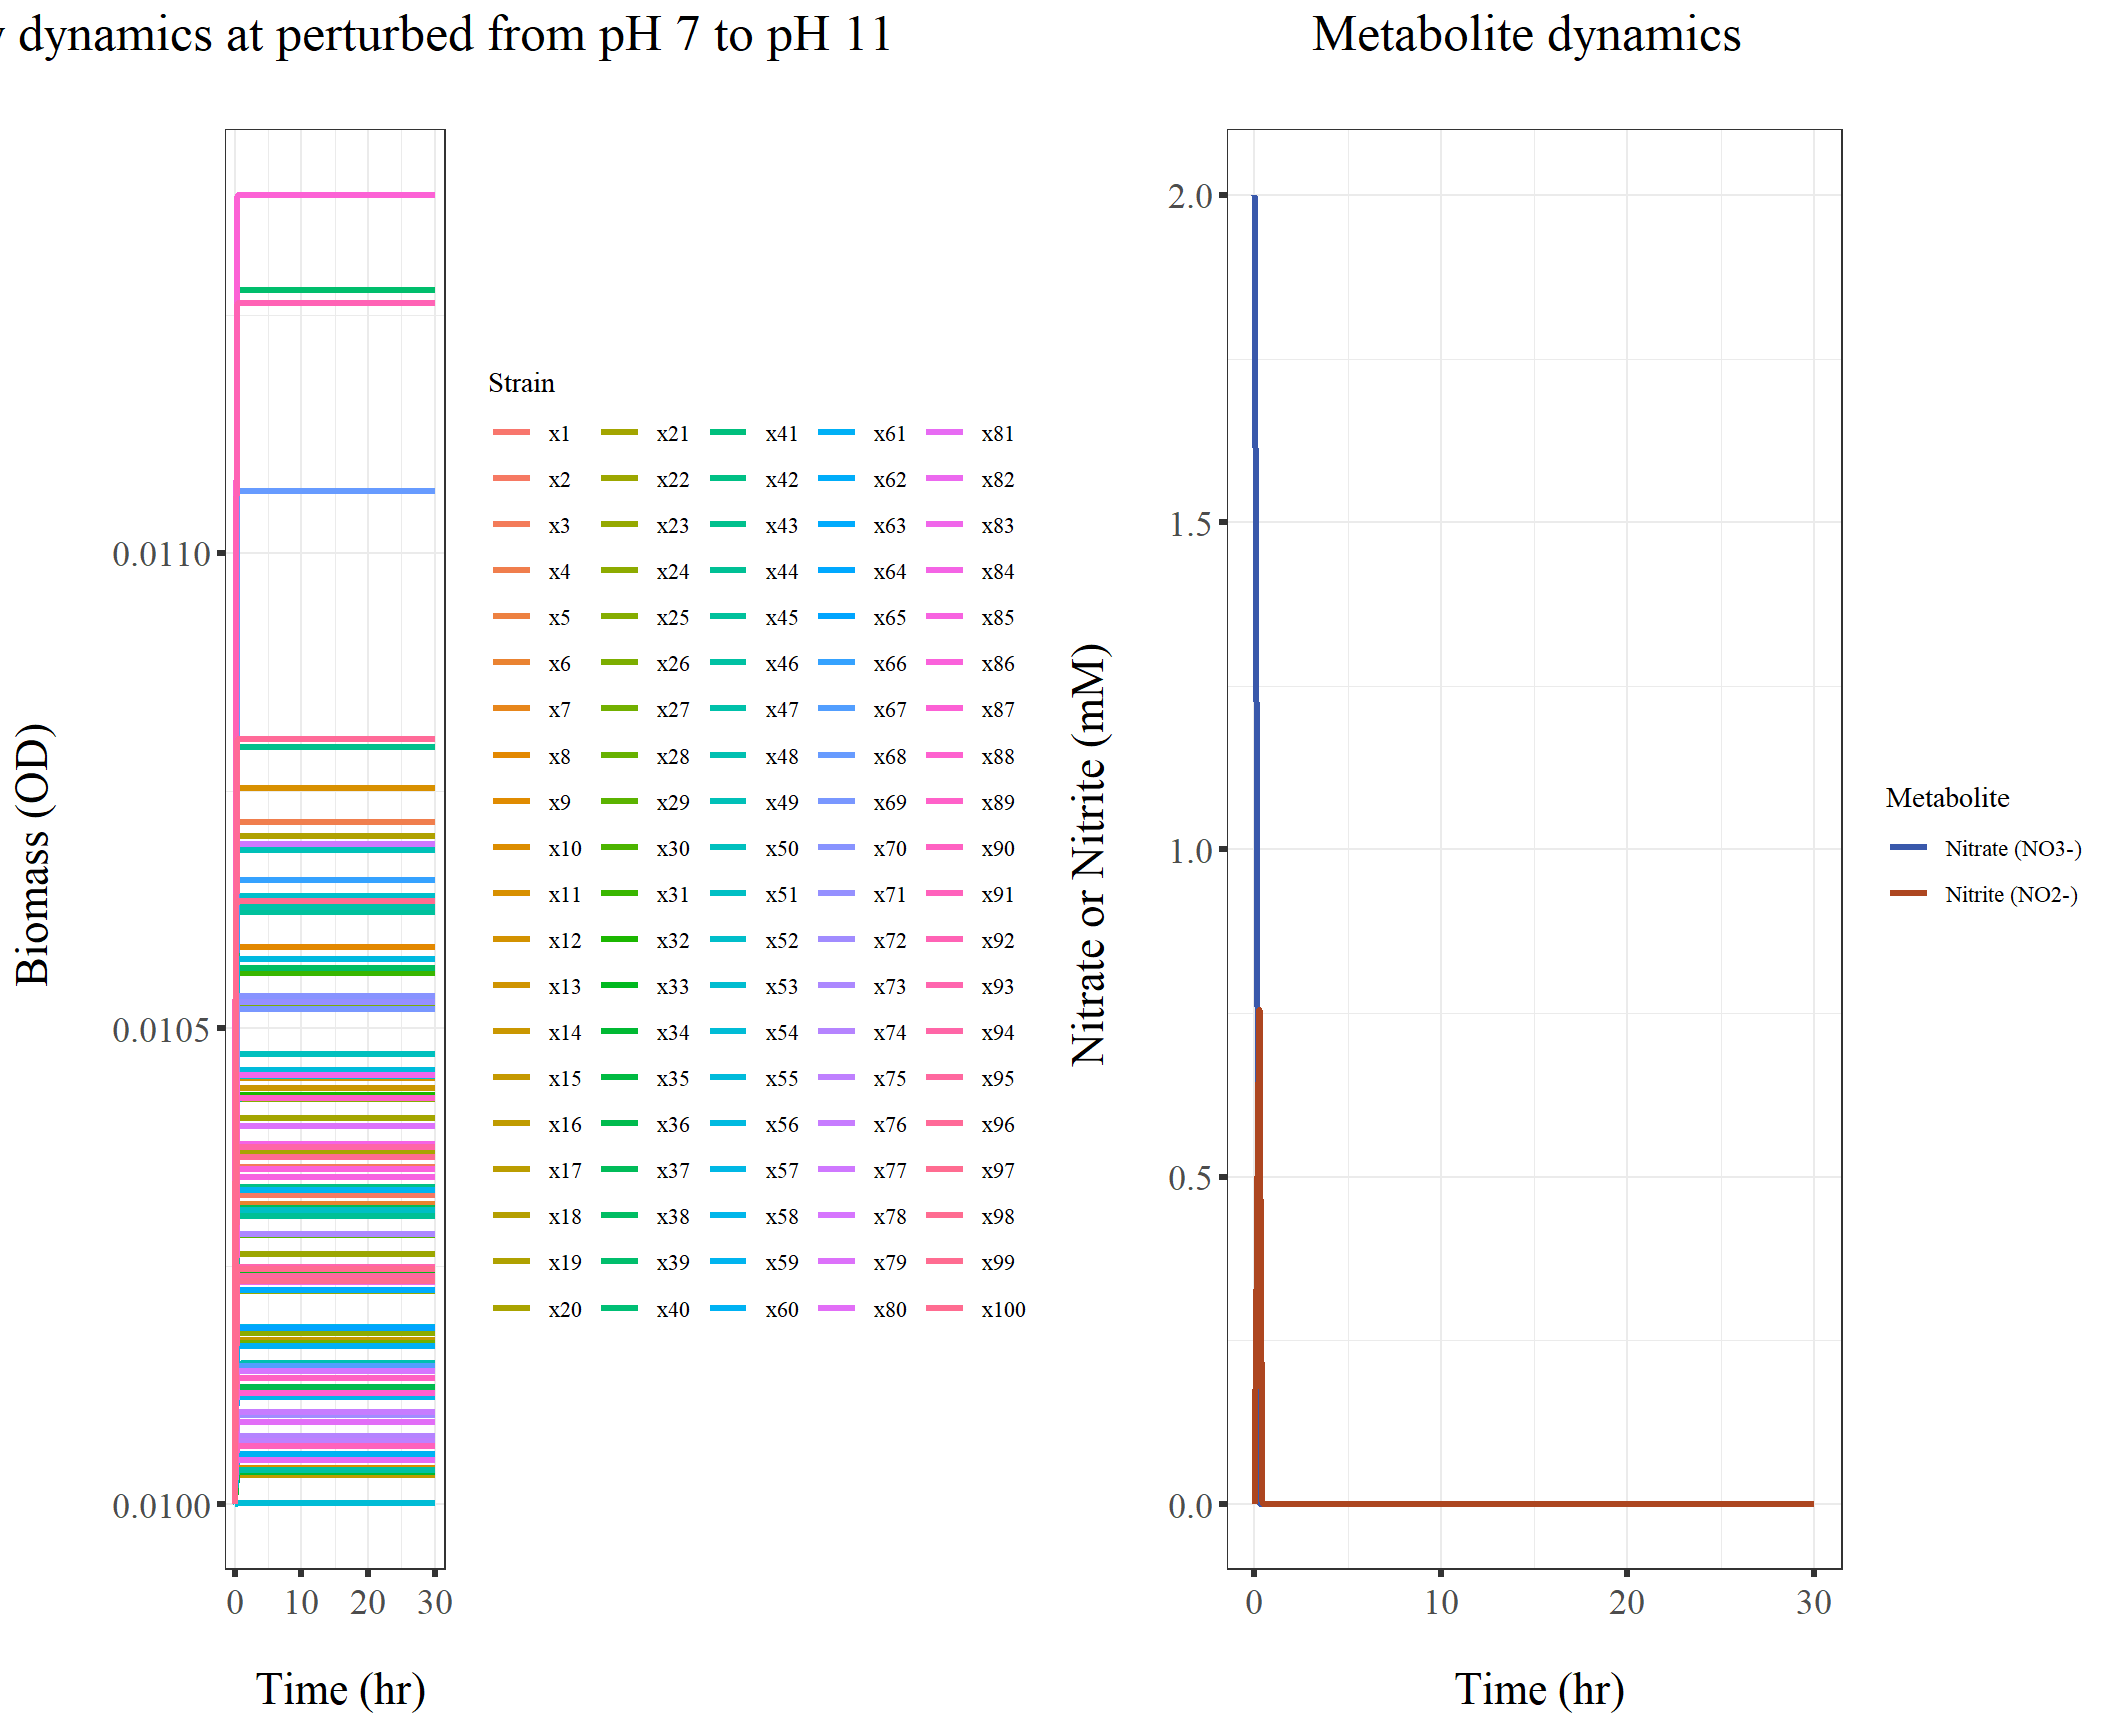 dynamics at perturbed from pH 7 to pH 11
Metabolite dynamics
Biomass (OD)
0.0110
0.0105
0.0100
0 10 20 30
Time (hr)
Strain
x1 x21 x41 x61 x81
x2 x22 x42 x62 x82
x3 x23 x43 x63 x83
x4 x24 x44 x64 x84
x5 x25 x45 x65 x85
x6 x26 x46 x66 x86
x7 x27 x47 x67 x87
x8 x28 x48 x68 x88
x9 x29 x49 x69 x89
x10 x30 x50 x70 x90
x11 x31 x51 x71 x91
x12 x32 x52 x72 x92
x13 x33 x53 x73 x93
x14 x34 x54 x74 x94
x15 x35 x55 x75 x95
x16 x36 x56 x76 x96
x17 x37 x57 x77 x97
x18 x38 x58 x78 x98
x19 x39 x59 x79 x99
x20 x40 x60 x80 x100
Nitrate or Nitrite (mM)
2.0
1.5
1.0
0.5
0.0
0 10 20 30
Time (hr)
Metabolite
Nitrate (NO3-)
Nitrite (NO2-)